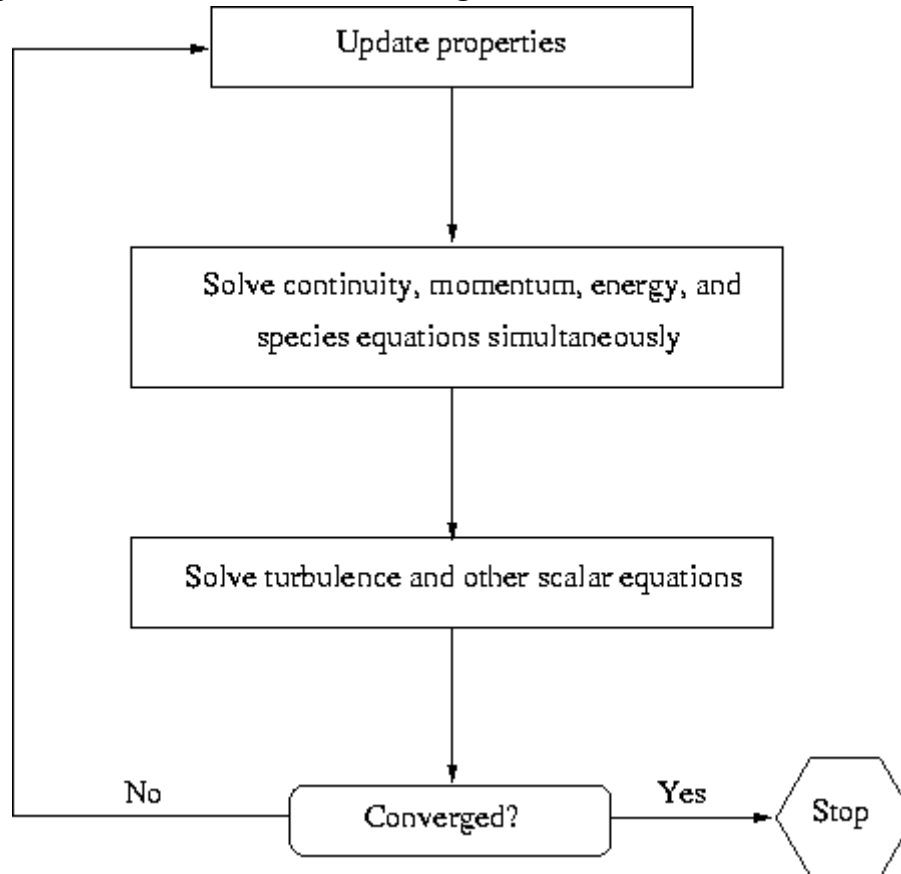 Update properties
Solve continuity, momentum, energy, and
species equations simultaneously
Solve turbulence and other scalar equations
No
Converged?
Yes
Stop